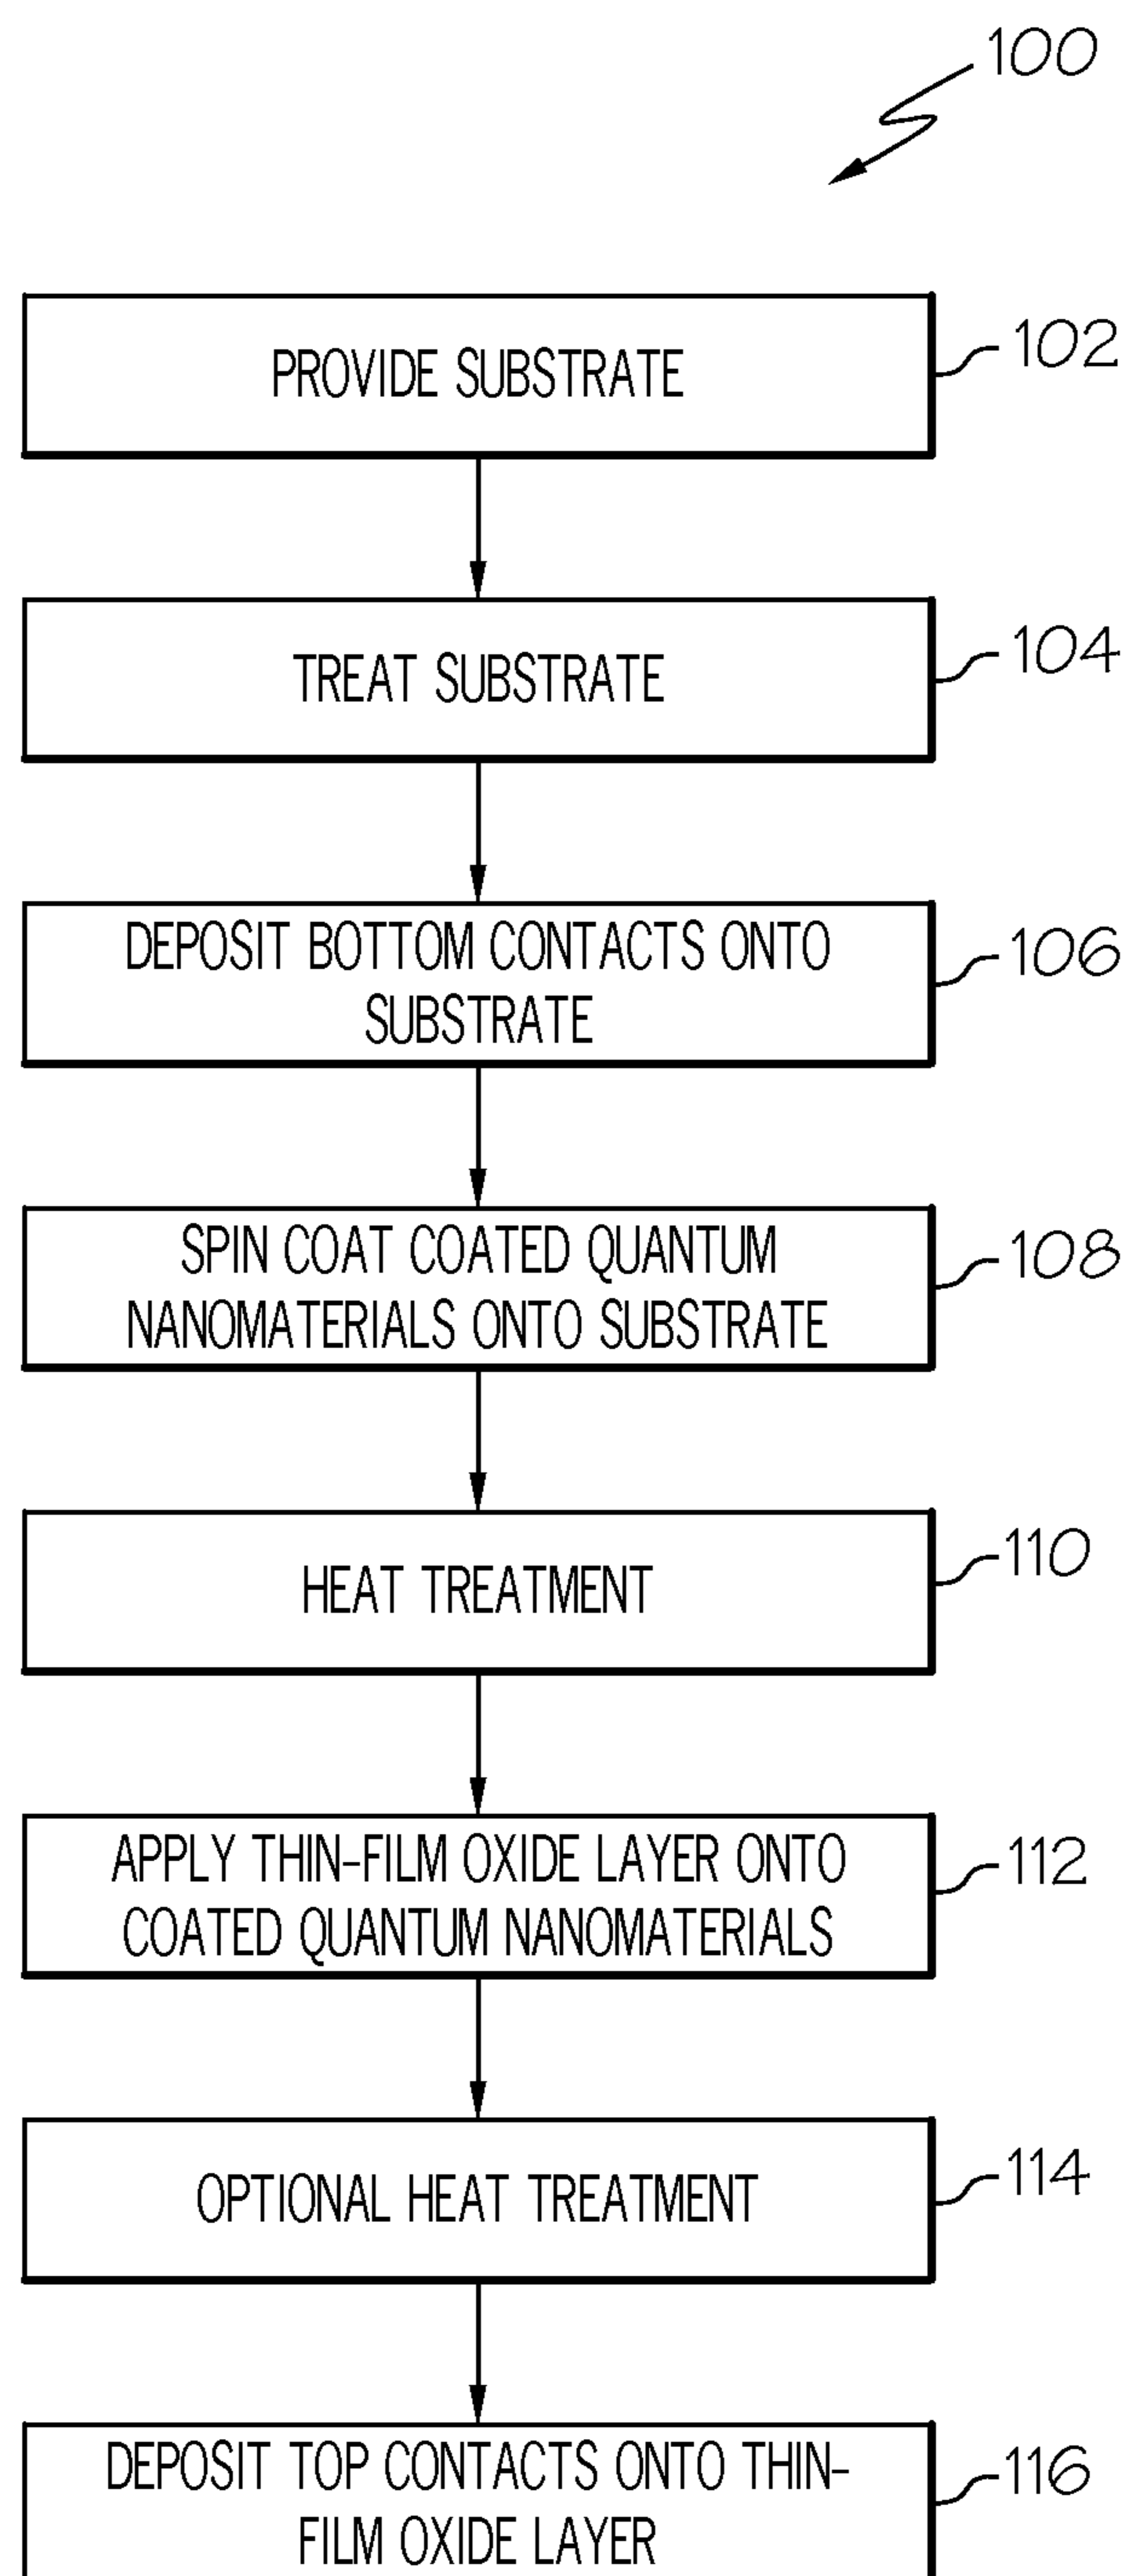 100
PROVIDE SUBSTRATE
102
TREAT SUBSTRATE
104
DEPOSIT BOTTOM CONTACTS ONTO
SUBSTRATE
106
SPIN COAT COATED QUANTUM
NANOMATERIALS ONTO SUBSTRATE
108
HEAT TREATMENT
110
APPLY THIN-FILM OXIDE LAYER ONTO
COATED QUANTUM NANOMATERIALS
112
OPTIONAL HEAT TREATMENT
114
DEPOSIT TOP CONTACTS ONTO THIN-
FILM OXIDE LAYER
116